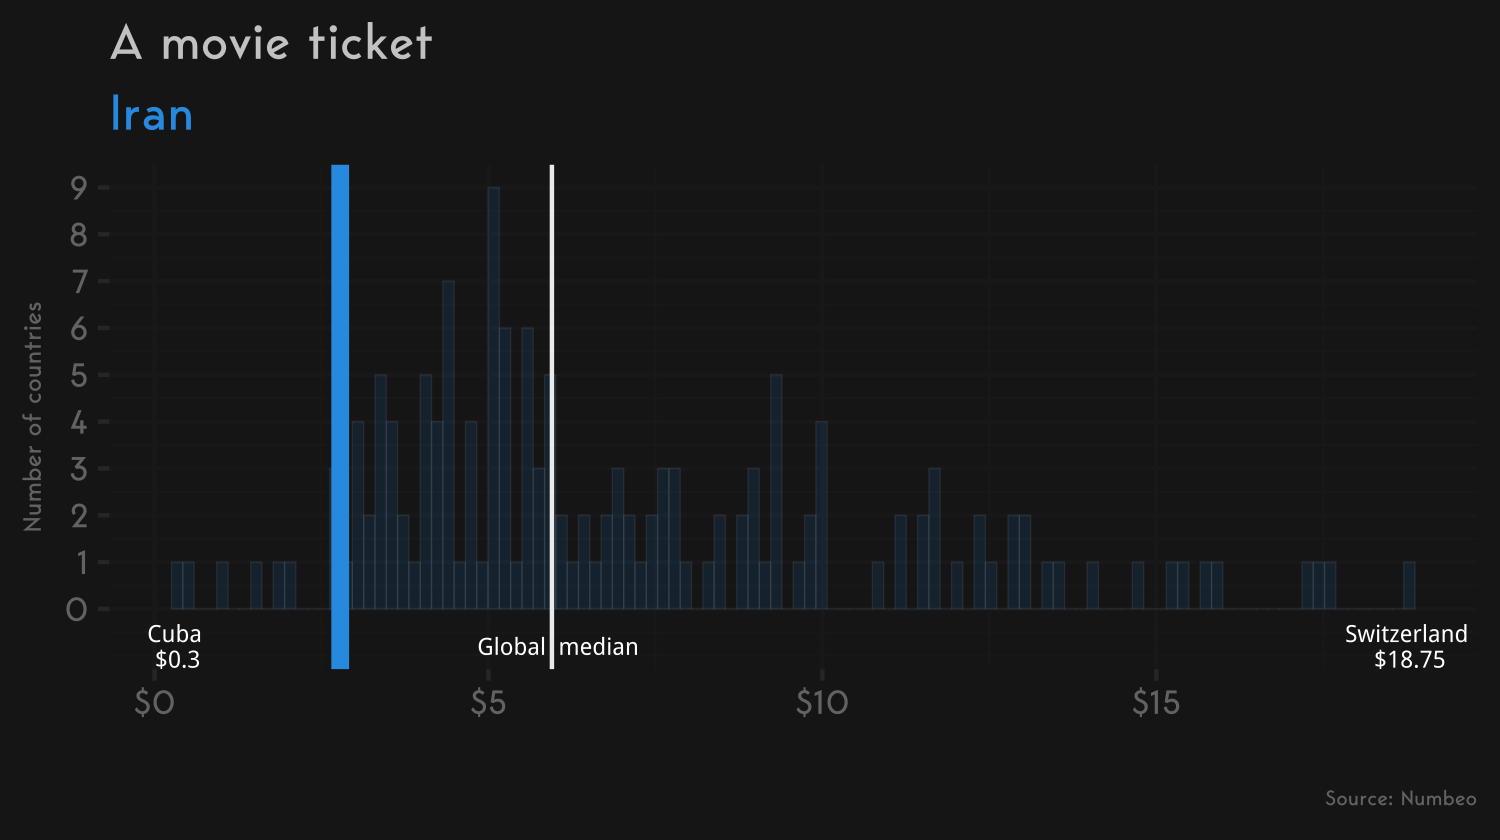 A movie ticket
Iran
Number of countries
9
8
7
6
5
4
3
2
1
0
Cuba
$0.3
Global median
Switzerland
$18.75
$0 $5 $10 $15
Source: Numbeo